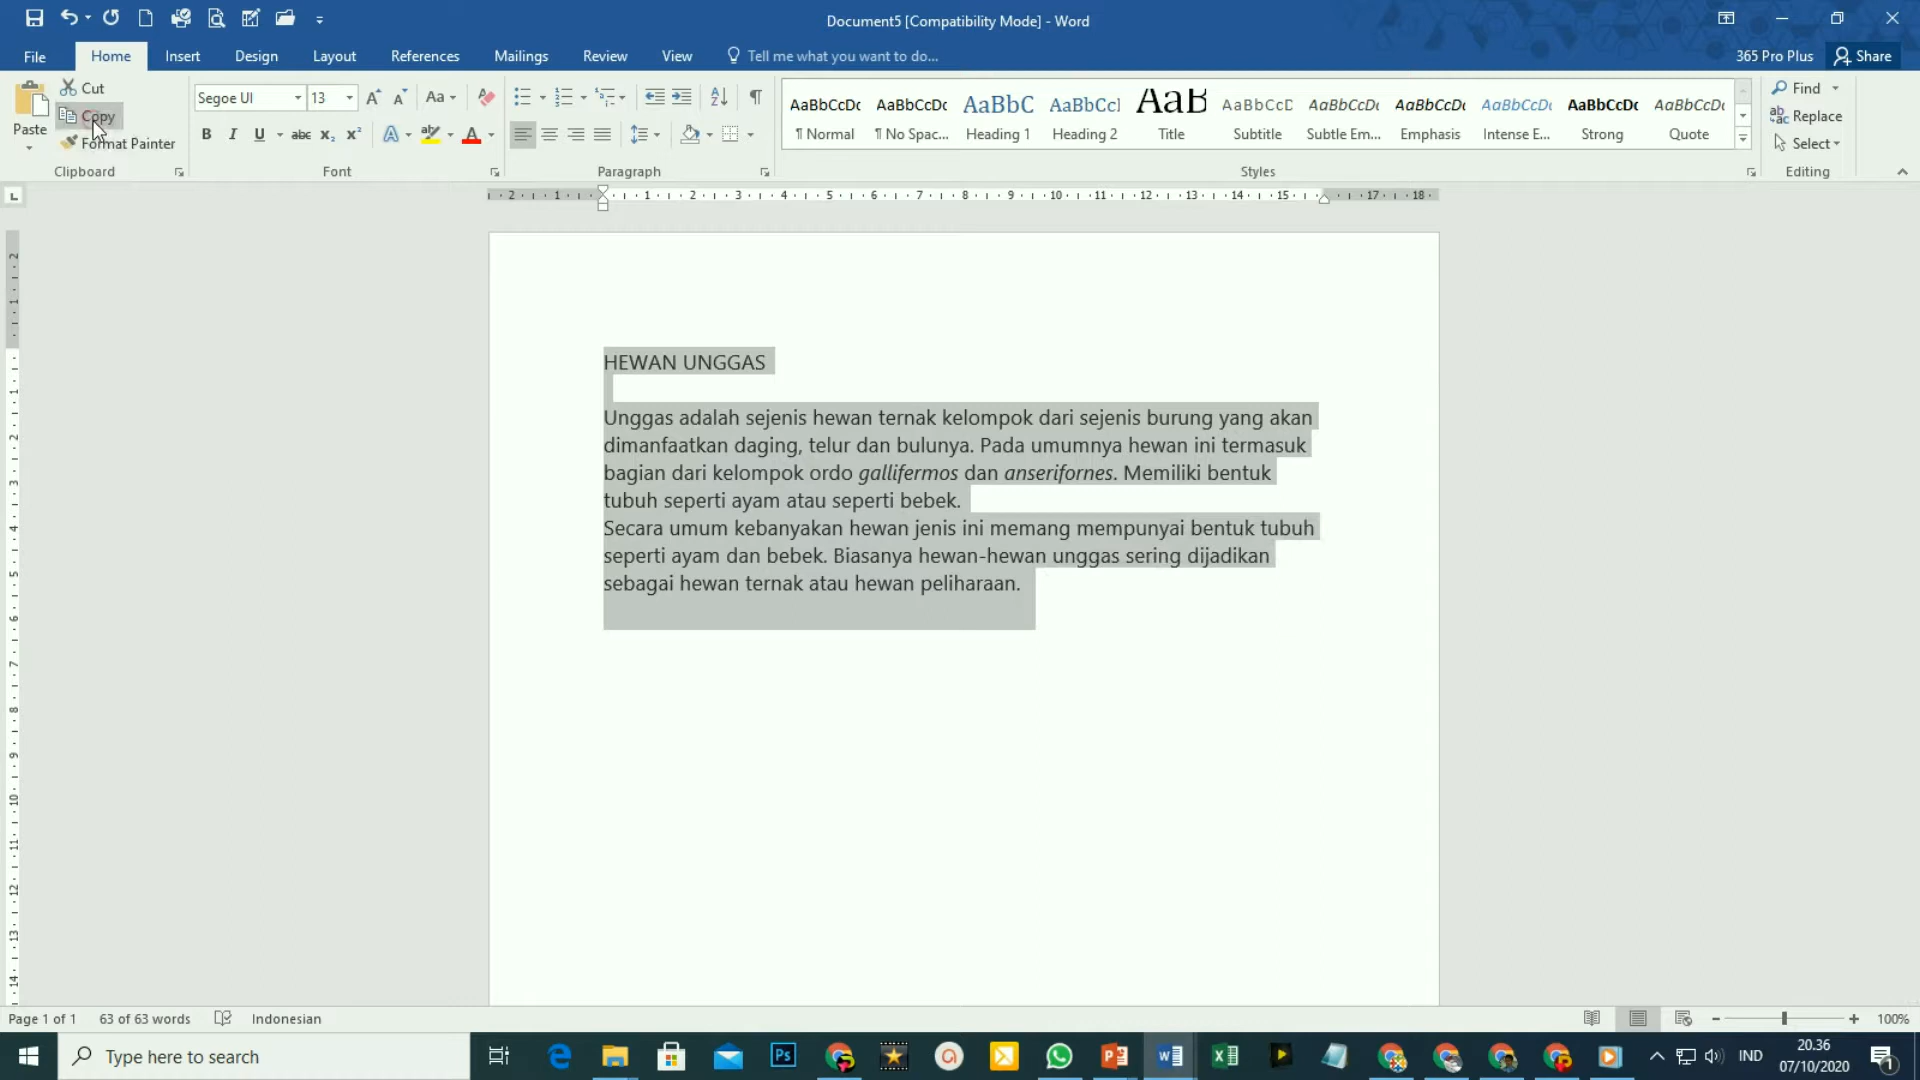 Document5 [Compatibility Mode] - Word
File Home Insert Design Layout References Mailings Review View Tell me what you want to do... 365 Pro Plus Share
Paste
Cut
Copy
Format Painter
Clipboard
Segoe UI 13
Font
Paragraph
AaBbCcDc AaBbCcDc AaBbC AaBbCcI AaB AaBbCcD AaBbCcDc AaBbCcDc AaBbCcDc AaBbCcDc AaBbCcDc
¶ Normal ¶ No Spac... Heading 1 Heading 2 Title Subtitle Subtle Em... Emphasis Intense E... Strong Quote
Styles
Find
Replace
Select
Editing
HEWAN UNGGAS
Unggas adalah sejenis hewan ternak kelompok dari sejenis burung yang akan
dimanfaatkan daging, telur dan bulunya. Pada umumnya hewan ini termasuk
bagian dari kelompok ordo gallifermos dan anserifornes. Memiliki bentuk
tubuh seperti ayam atau seperti bebek.
Secara umum kebanyakan hewan jenis ini memang mempunyai bentuk tubuh
seperti ayam dan bebek. Biasanya hewan-hewan unggas sering dijadikan
sebagai hewan ternak atau hewan peliharaan.
Page 1 of 1 63 of 63 words Indonesian 100%
Type here to search
IND
20.36
07/10/2020